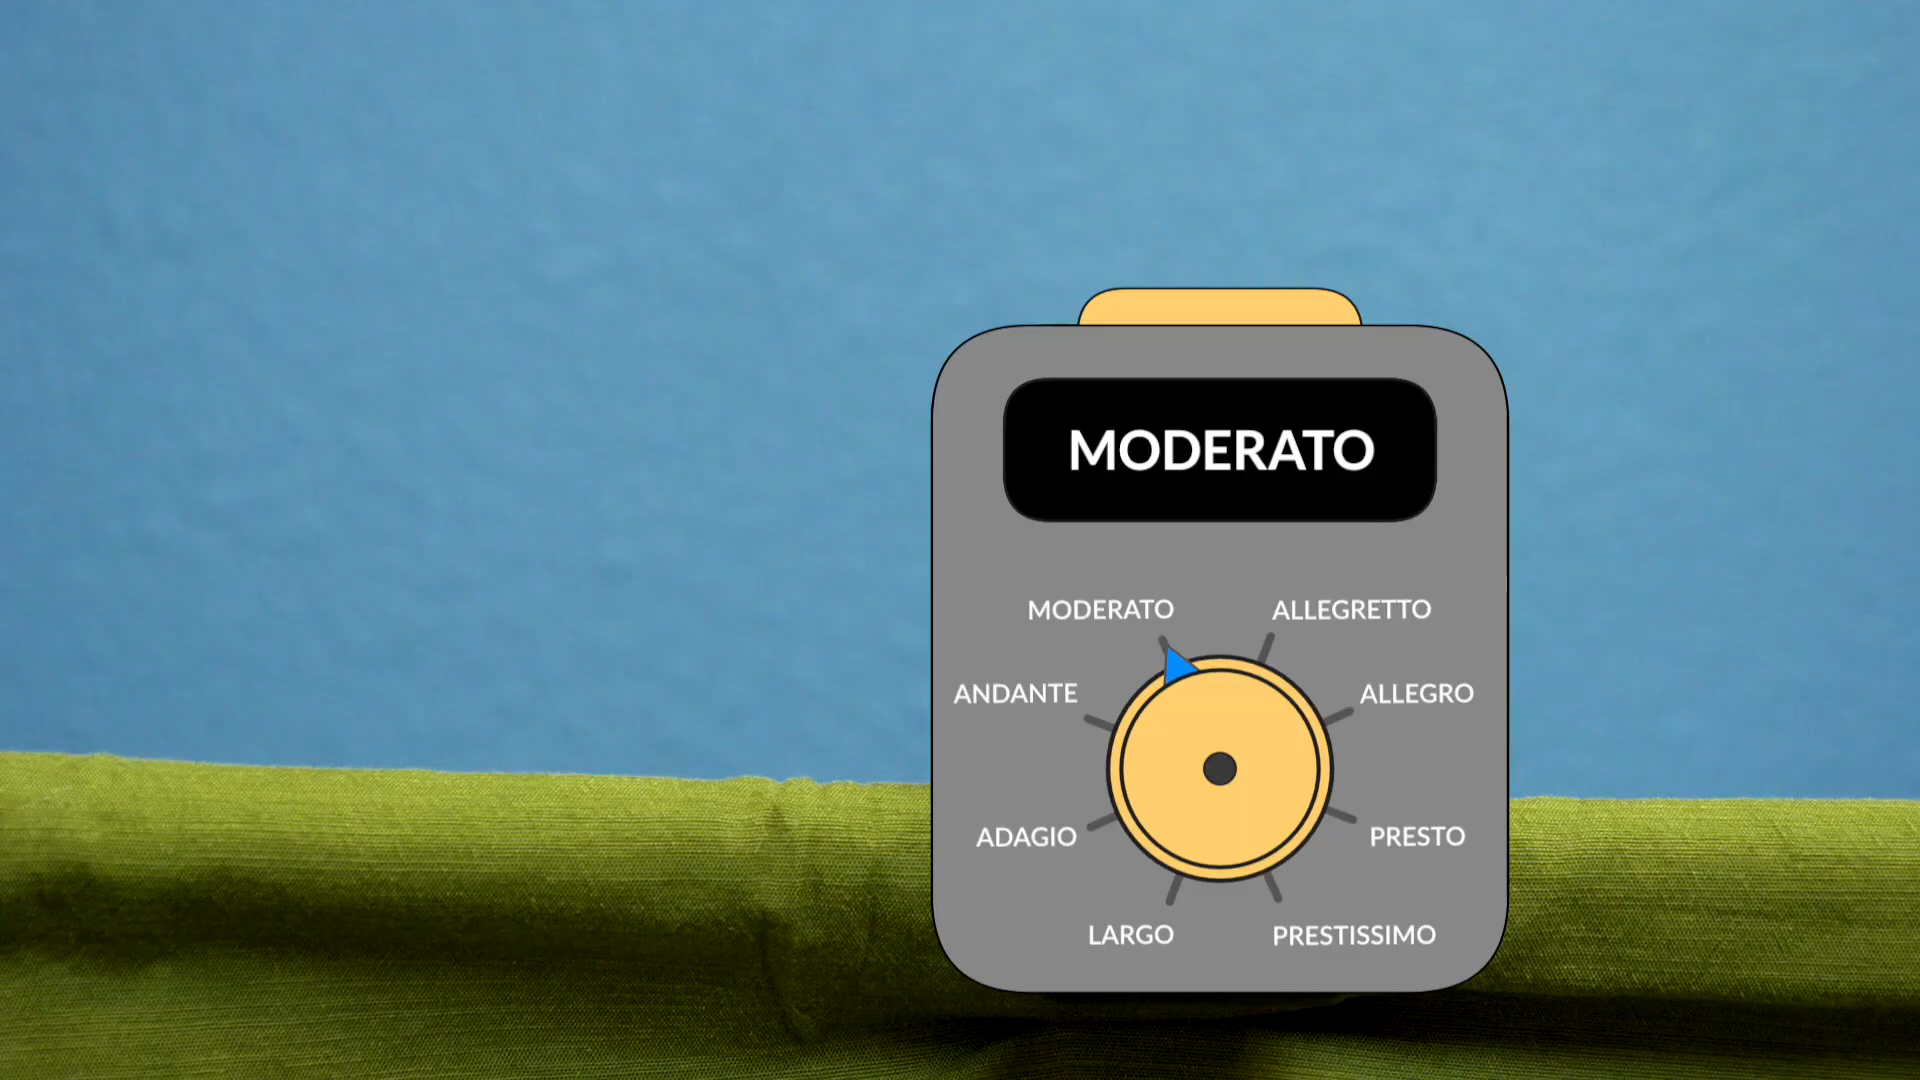 MODERATO
MODERATO
ALLEGRETTO
ANDANTE
ALLEGRO
ADAGIO
PRESTO
LARGO
PRESTISSIMO